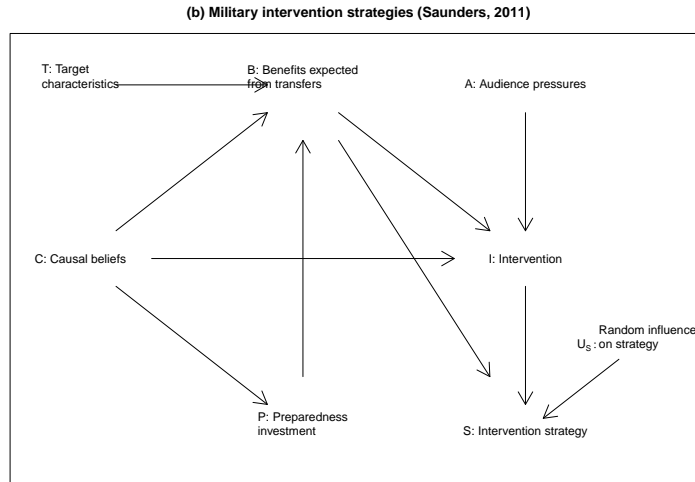 (b) Military intervention strategies (Saunders, 2011)
T: Target
characteristics
B: Benefits expected
from transfers
A: Audience pressures
C: Causal beliefs
I: Intervention
Random influence
U_S : on strategy
P: Preparedness
investment
S: Intervention strategy